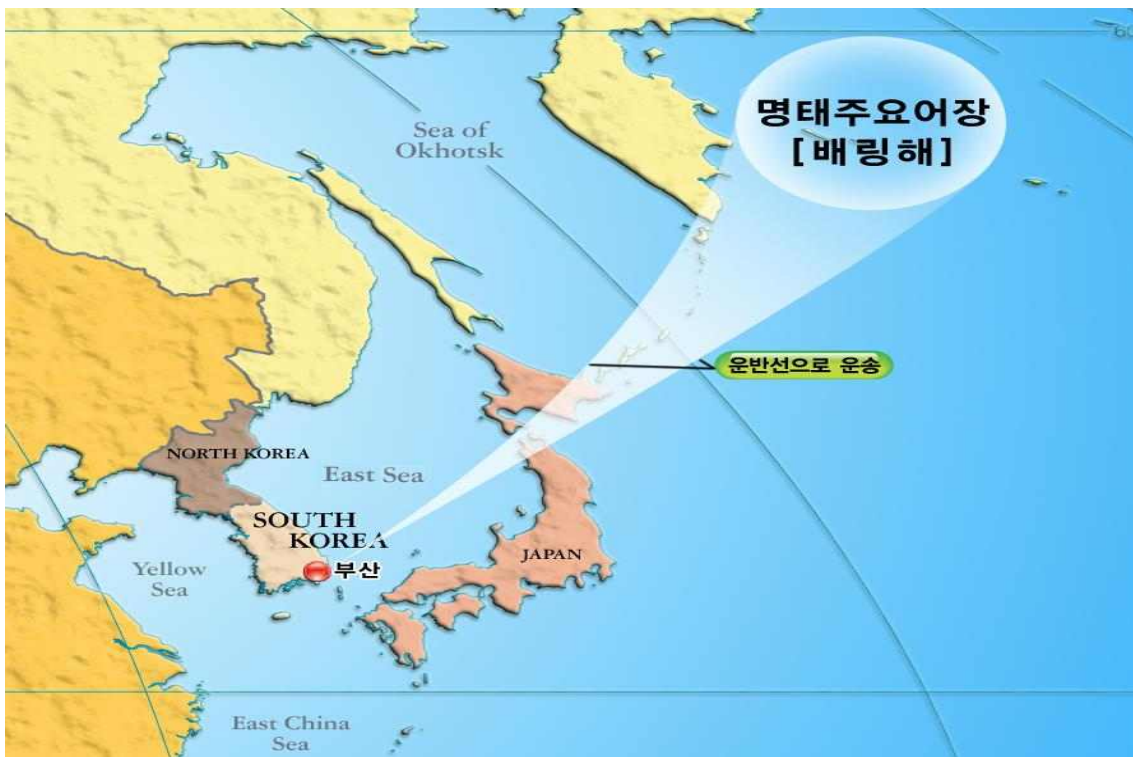 60
Sea of
Okhotsk
명태주요어장
[배링해]
운반선으로 운송
NORTH KOREA
East Sea
SOUTH
KOREA
JAPAN
부산
Yellow
Sea
East China
Sea